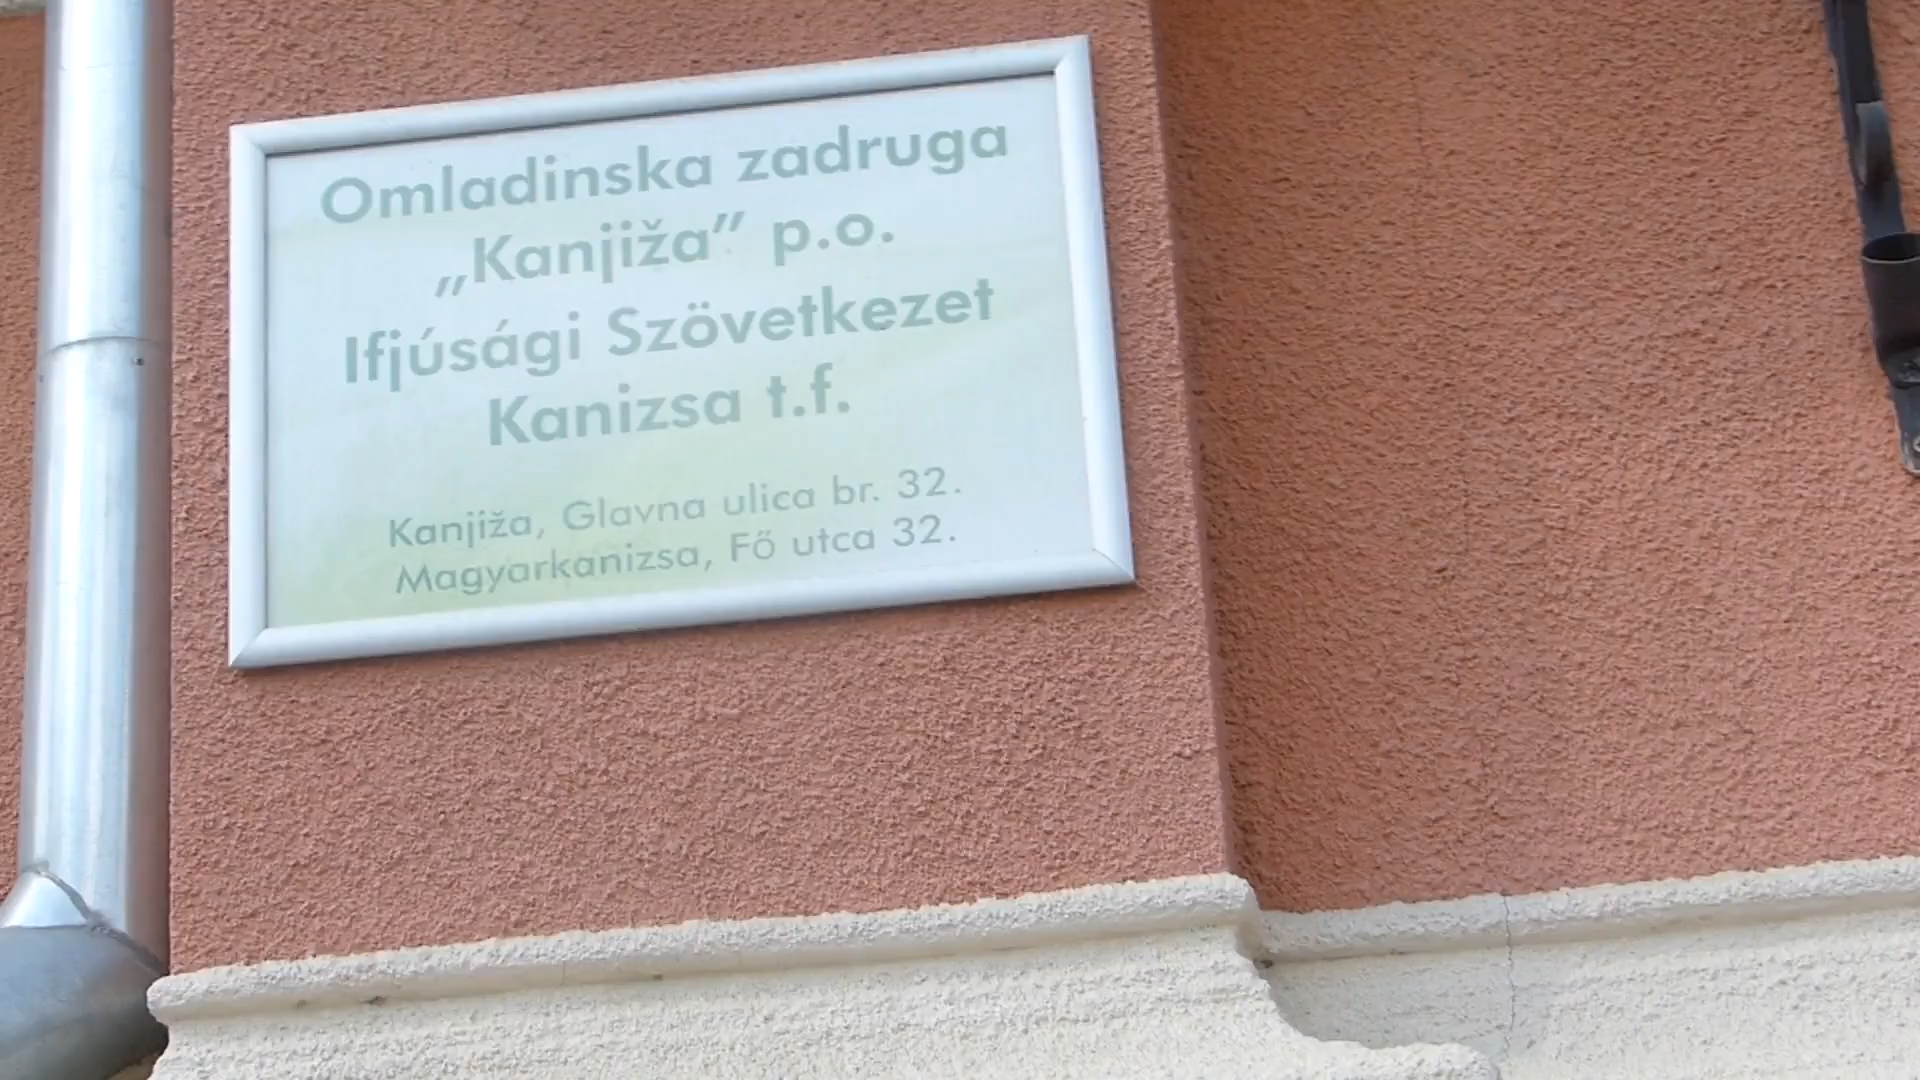 Omladinska zadruga
„Kanjiža” p.o.
Ifjúsági Szövetkezet
Kanizsa t.f.
Kanjiža, Glavna ulica br. 32.
Magyarkanizsa, Fő utca 32.